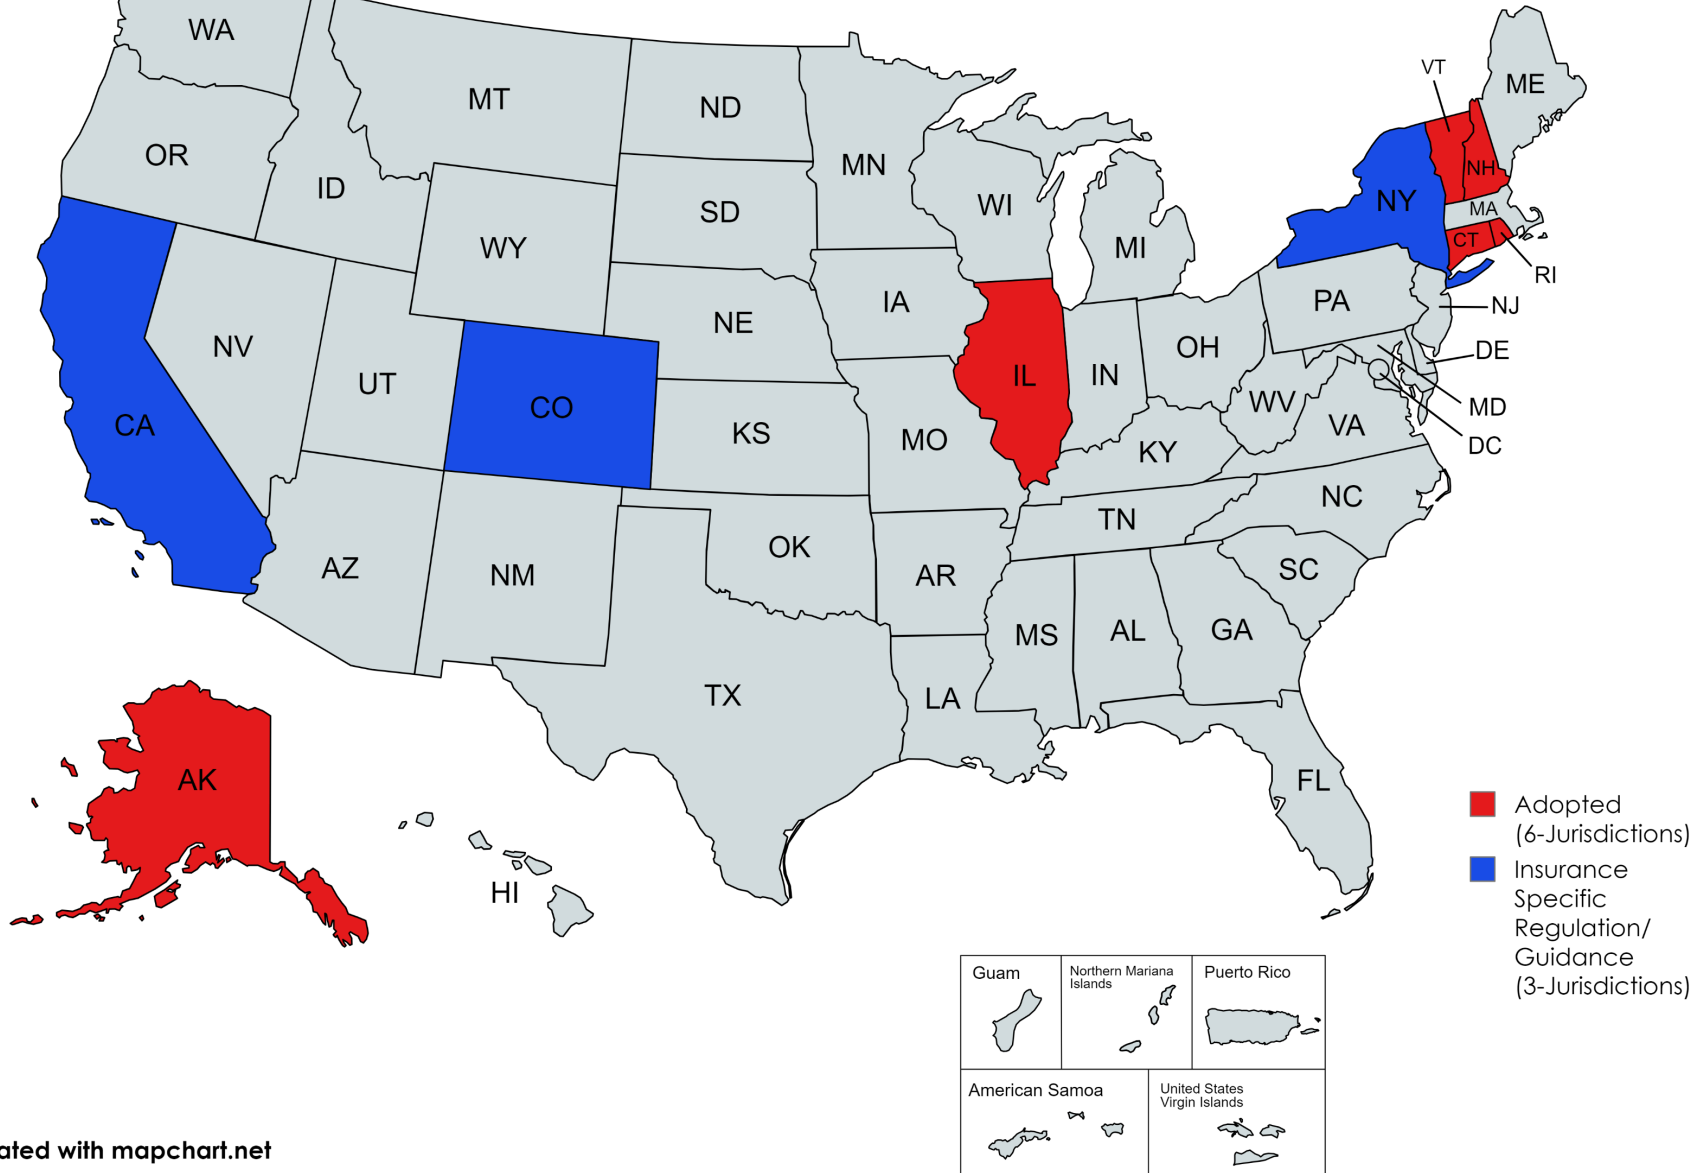 WA
MT
ND
MN
VT
ME
OR
ID
SD
WI
MI
NY
NH
MA
CT
RI
WY
IA
NE
PA
NJ
NV
UT
CO
IL
IN
OH
DE
CA
KS
MO
WV
VA
MD
DC
KY
AZ
NM
OK
AR
TN
NC
SC
MS
AL
GA
TX
LA
FL
AK
HI
Adopted
(6-Jurisdictions)
Insurance
Specific
Regulation/
Guidance
(3-Jurisdictions)
Guam
Northern Mariana
Islands
Puerto Rico
American Samoa
United States
Virgin Islands
ated with mapchart.net